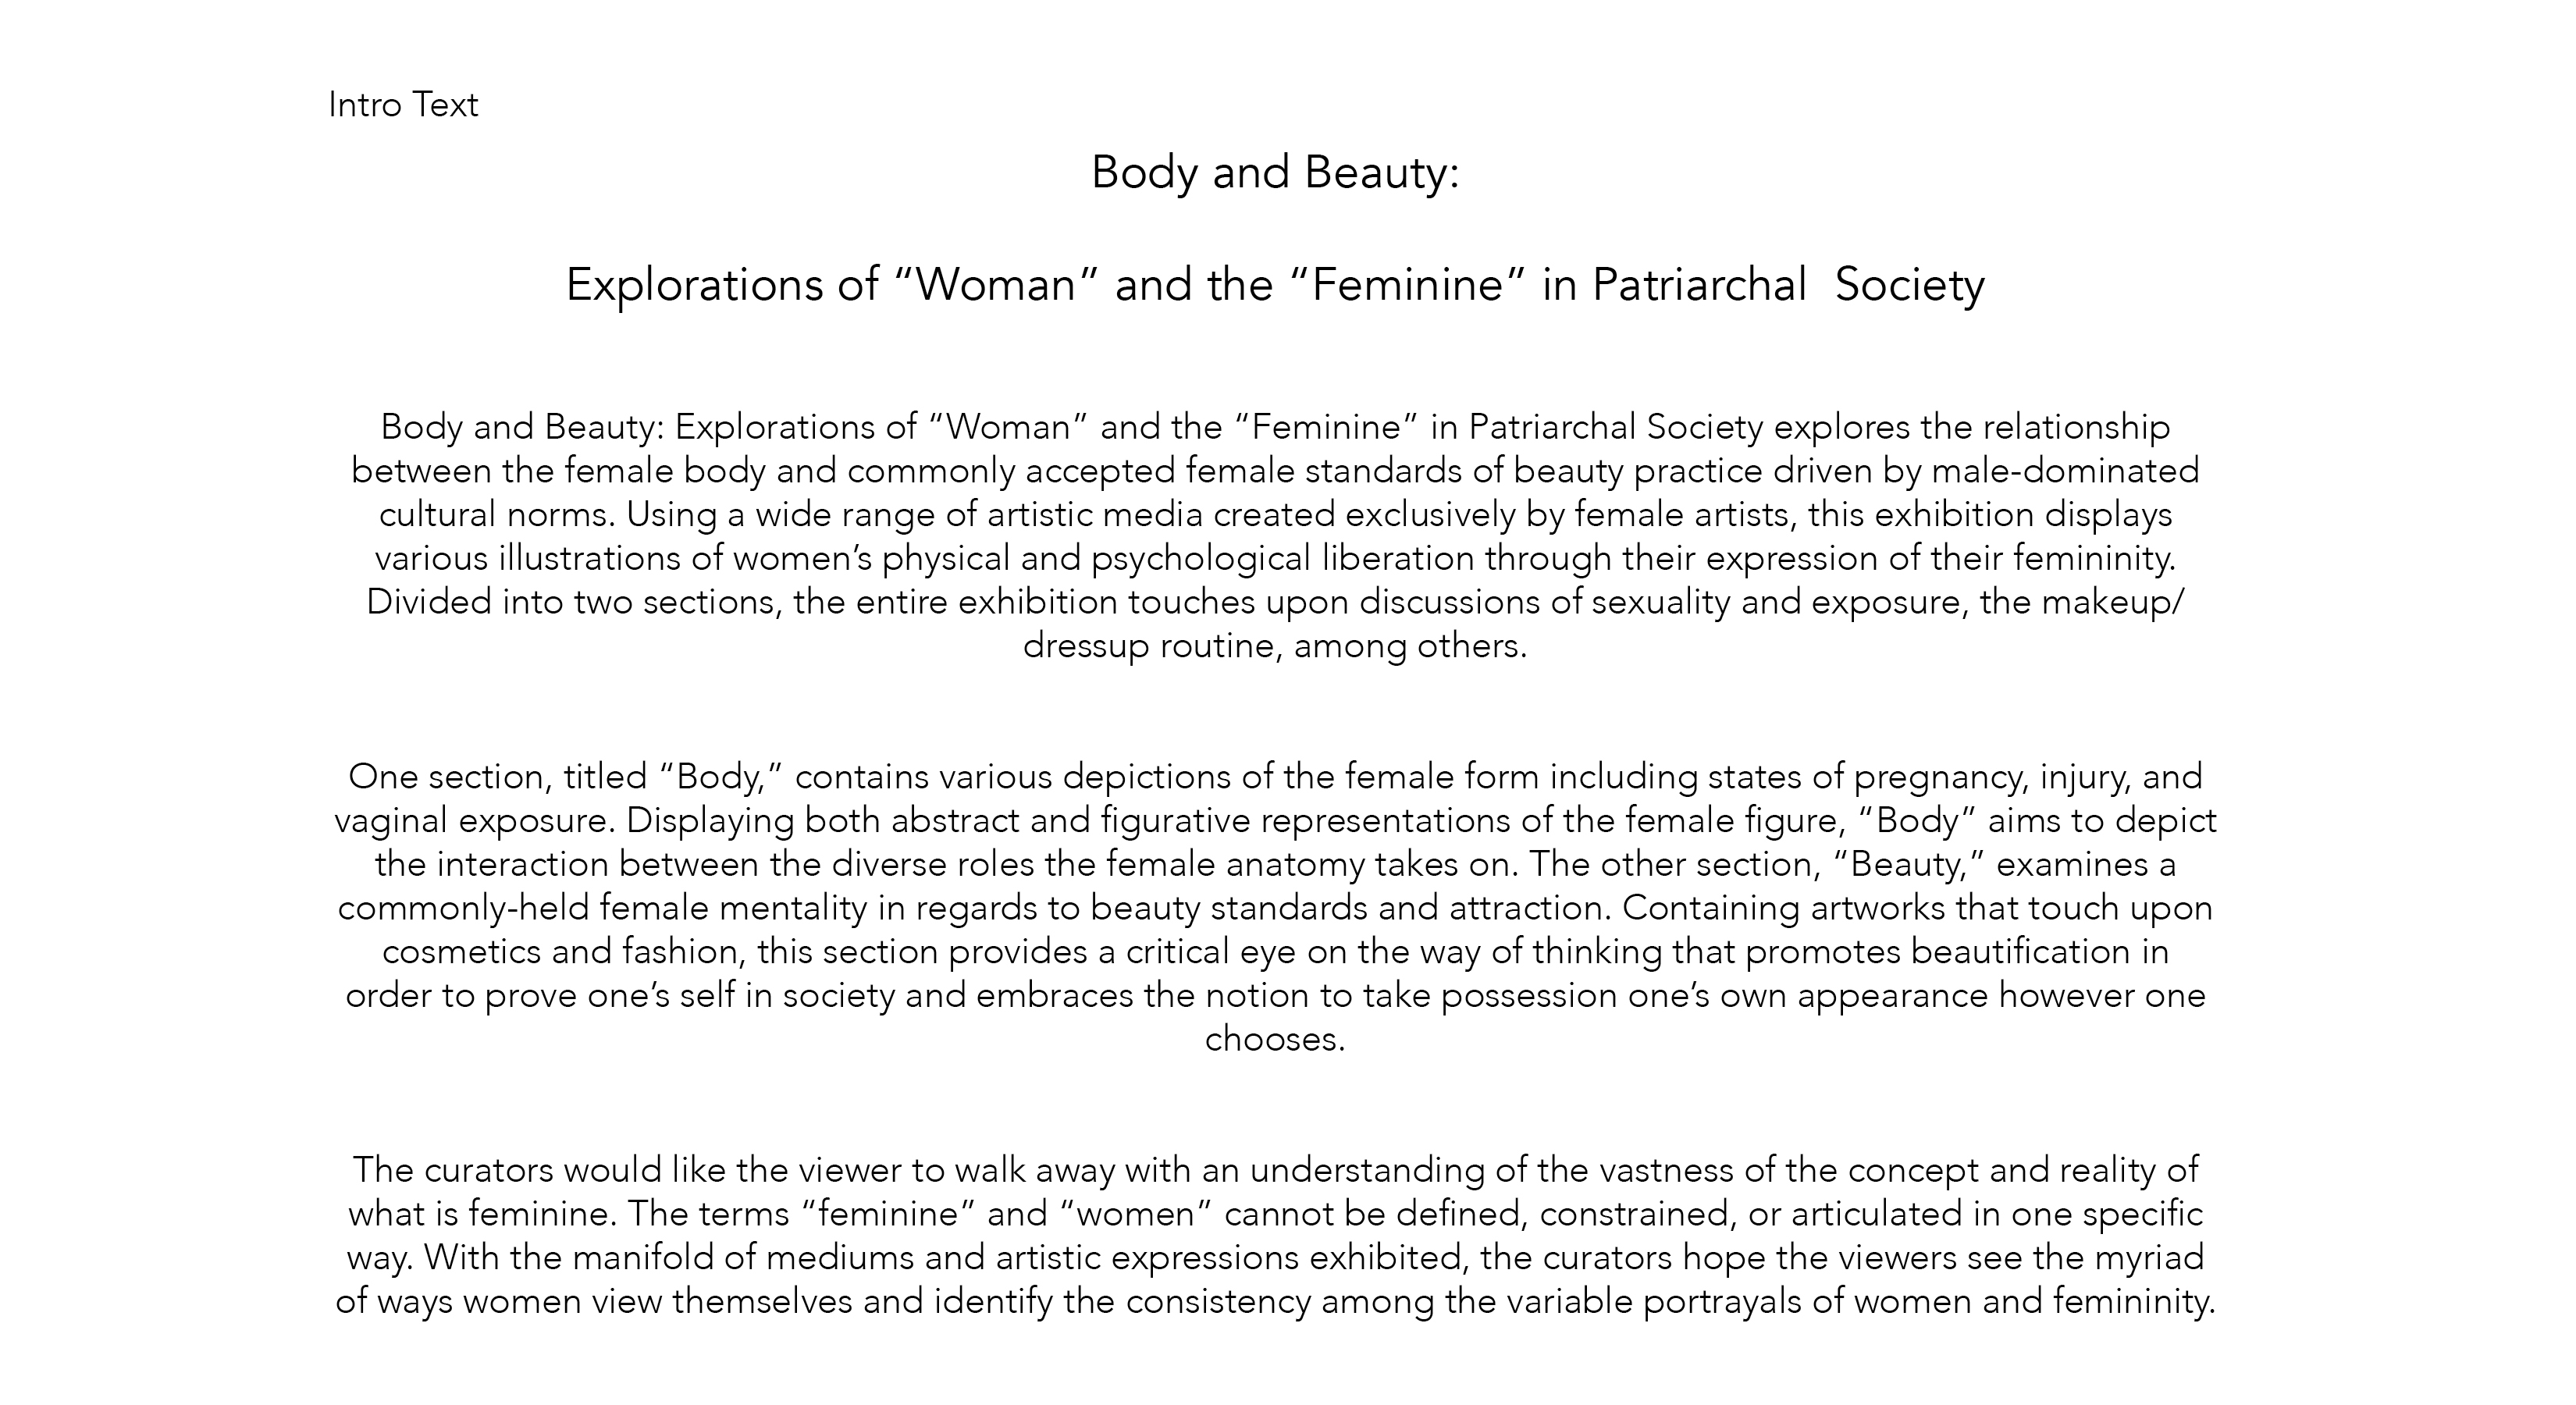 Intro Text
Body and Beauty:
Explorations of “Woman” and the “Feminine” in Patriarchal  Society
Body and Beauty: Explorations of “Woman” and the “Feminine” in Patriarchal Society explores the relationship
between the female body and commonly accepted female standards of beauty practice driven by male-dominated
cultural norms. Using a wide range of artistic media created exclusively by female artists, this exhibition displays
various illustrations of women’s physical and psychological liberation through their expression of their femininity.
Divided into two sections, the entire exhibition touches upon discussions of sexuality and exposure, the makeup/
dressup routine, among others.
One section, titled “Body,” contains various depictions of the female form including states of pregnancy, injury, and
vaginal exposure. Displaying both abstract and figurative representations of the female figure, “Body” aims to depict
the interaction between the diverse roles the female anatomy takes on. The other section, “Beauty,” examines a
commonly-held female mentality in regards to beauty standards and attraction. Containing artworks that touch upon
cosmetics and fashion, this section provides a critical eye on the way of thinking that promotes beautification in
order to prove one’s self in society and embraces the notion to take possession one’s own appearance however one
chooses.
The curators would like the viewer to walk away with an understanding of the vastness of the concept and reality of
what is feminine. The terms “feminine” and “women” cannot be defined, constrained, or articulated in one specific
way. With the manifold of mediums and artistic expressions exhibited, the curators hope the viewers see the myriad
of ways women view themselves and identify the consistency among the variable portrayals of women and femininity.